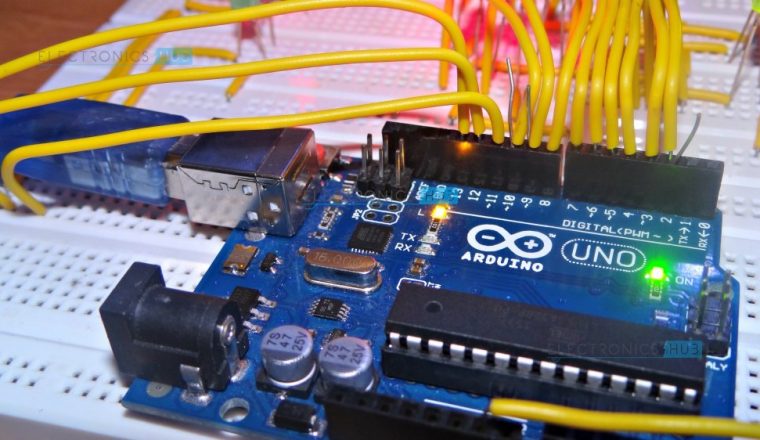 ELECTRONICS HUB
AREF
GND
13
12
~11
~10
~9
8
7
~6
~5
4
~3
2
TX→1
RX←0
DIGITAL(PWM ~)
L
TX
RX
ARDUINO
UNO
ON
16.000
47
25V
47
25V
ELECTRONICS HUB
ALY